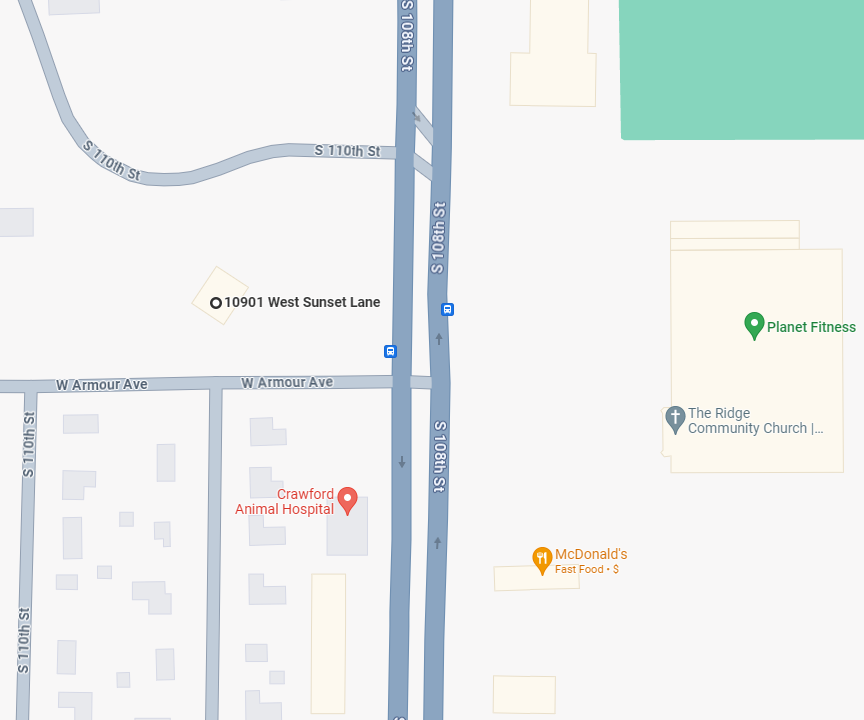 S 108th St
S 110th St
S 110th St
S 108th St
10901 West Sunset Lane
Planet Fitness
W Armour Ave
W Armour Ave
The Ridge
Community Church |...
S 110th St
S 108th St
Crawford
Animal Hospital
McDonald's
Fast Food • $
S 110th St
S